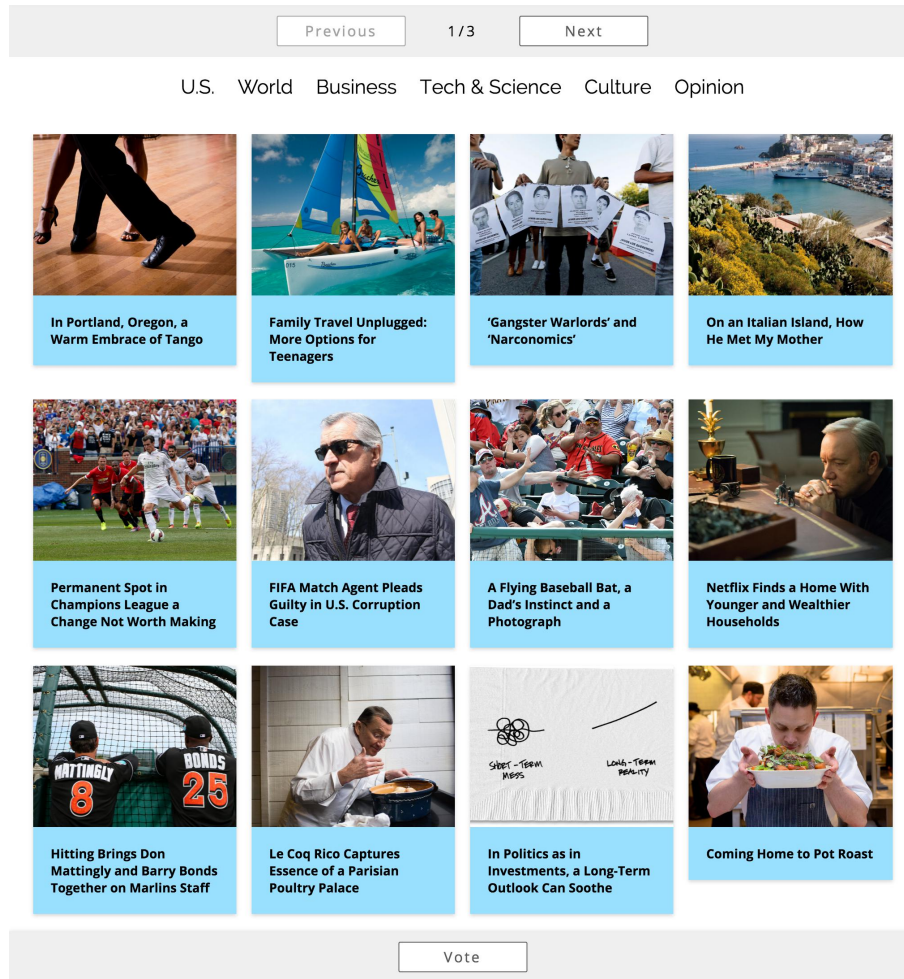 Previous 1 / 3 Next
U.S. World Business Tech & Science Culture Opinion
In Portland, Oregon, a
Warm Embrace of Tango
Family Travel Unplugged:
More Options for
Teenagers
‘Gangster Warlords’ and
‘Narconomics’
On an Italian Island, How
He Met My Mother
Permanent Spot in
Champions League a
Change Not Worth Making
FIFA Match Agent Pleads
Guilty in U.S. Corruption
Case
A Flying Baseball Bat, a
Dad’s Instinct and a
Photograph
Netflix Finds a Home With
Younger and Wealthier
Households
MATTINGLY
8
BONDS
25
SHORT-TERM
MESS
LONG-TERM
REALITY
Hitting Brings Don
Mattingly and Barry Bonds
Together on Marlins Staff
Le Coq Rico Captures
Essence of a Parisian
Poultry Palace
In Politics as in
Investments, a Long-Term
Outlook Can Soothe
Coming Home to Pot Roast
Vote